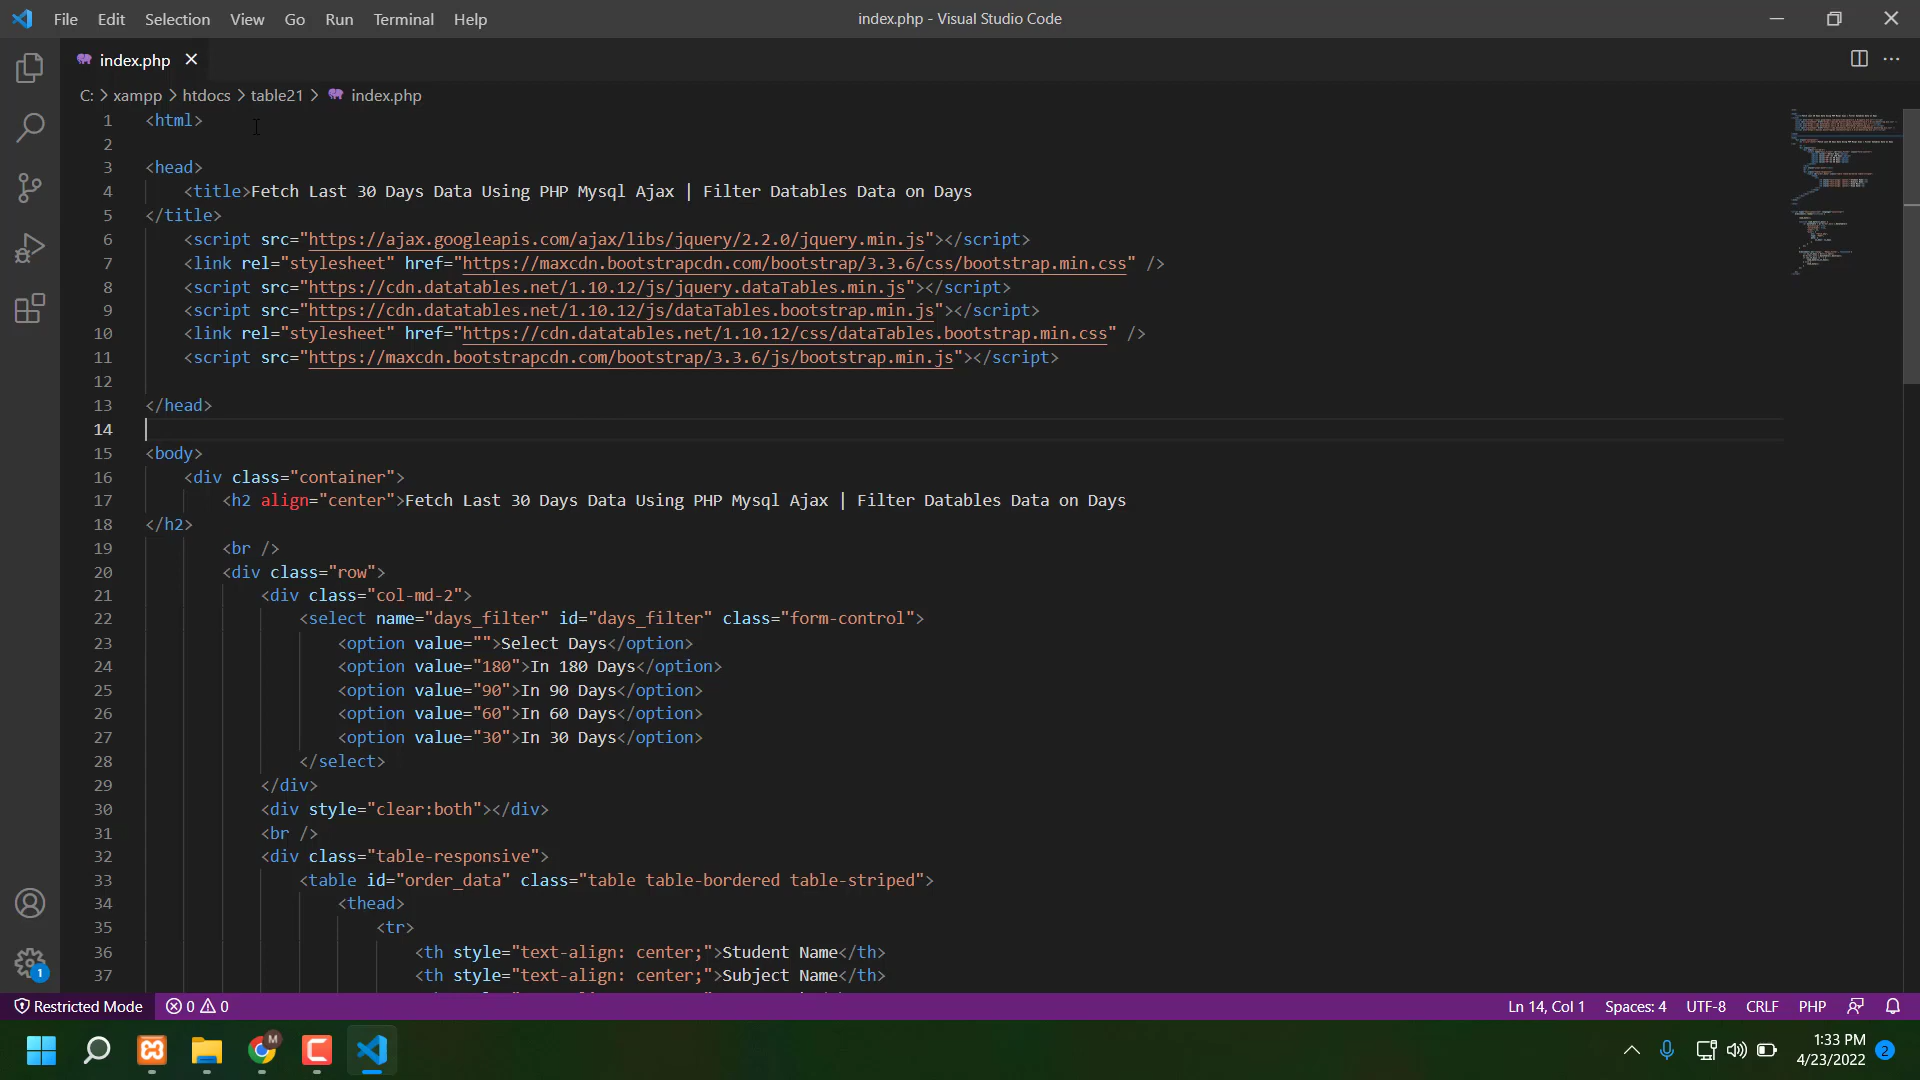 File Edit Selection View Go Run Terminal Help index.php - Visual Studio Code
index.php
C: > xampp > htdocs > table21 > index.php
1 <html>
2
3 <head>
4 <title>Fetch Last 30 Days Data Using PHP Mysql Ajax | Filter Datables Data on Days
5 </title>
6 <script src="https://ajax.googleapis.com/ajax/libs/jquery/2.2.0/jquery.min.js"></script>
7 <link rel="stylesheet" href="https://maxcdn.bootstrapcdn.com/bootstrap/3.3.6/css/bootstrap.min.css" />
8 <script src="https://cdn.datatables.net/1.10.12/js/jquery.dataTables.min.js"></script>
9 <script src="https://cdn.datatables.net/1.10.12/js/dataTables.bootstrap.min.js"></script>
10 <link rel="stylesheet" href="https://cdn.datatables.net/1.10.12/css/dataTables.bootstrap.min.css" />
11 <script src="https://maxcdn.bootstrapcdn.com/bootstrap/3.3.6/js/bootstrap.min.js"></script>
12
13 </head>
14
15 <body>
16 <div class="container">
17 <h2 align="center">Fetch Last 30 Days Data Using PHP Mysql Ajax | Filter Datables Data on Days
18 </h2>
19 <br />
20 <div class="row">
21 <div class="col-md-2">
22 <select name="days_filter" id="days_filter" class="form-control">
23 <option value="">Select Days</option>
24 <option value="180">In 180 Days</option>
25 <option value="90">In 90 Days</option>
26 <option value="60">In 60 Days</option>
27 <option value="30">In 30 Days</option>
28 </select>
29 </div>
30 <div style="clear:both"></div>
31 <br />
32 <div class="table-responsive">
33 <table id="order_data" class="table table-bordered table-striped">
34 <thead>
35 <tr>
36 <th style="text-align: center;">Student Name</th>
37 <th style="text-align: center;">Subject Name</th>
1
Restricted Mode 0 0 Ln 14, Col 1 Spaces: 4 UTF-8 CRLF PHP
M
1:33 PM
4/23/2022 2